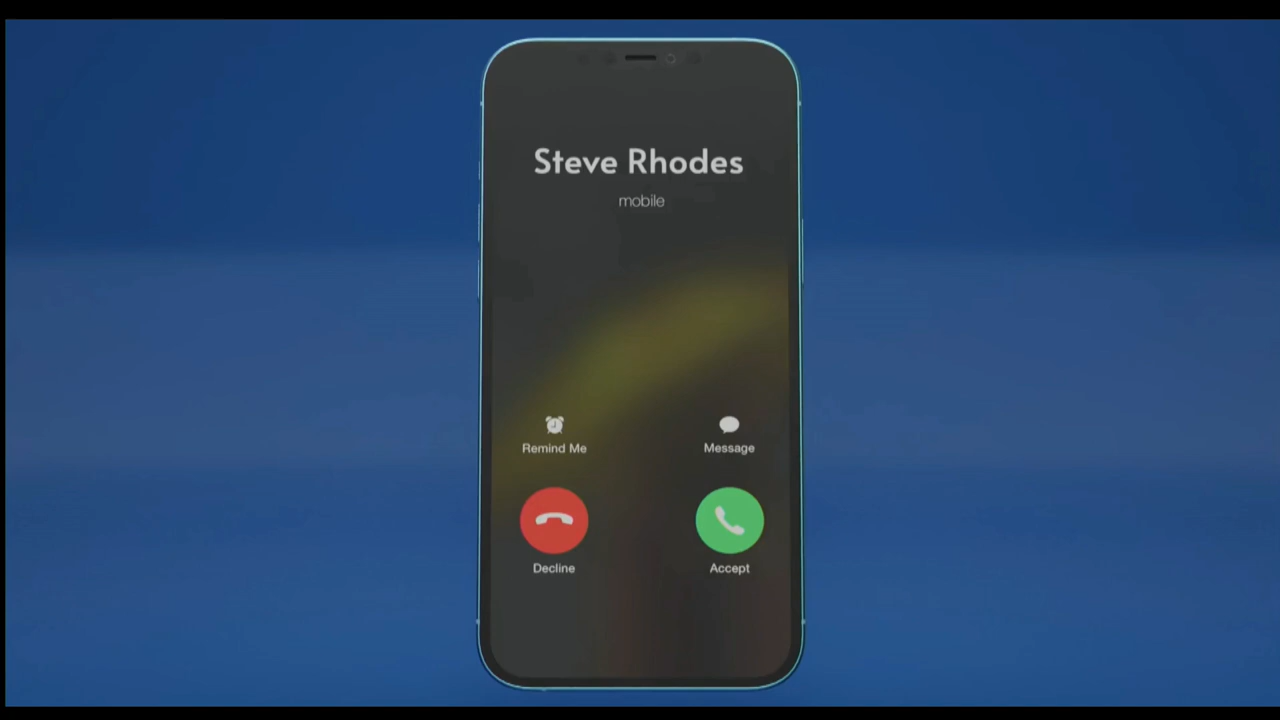 Steve Rhodes
mobile
Remind Me
Message
Decline
Accept